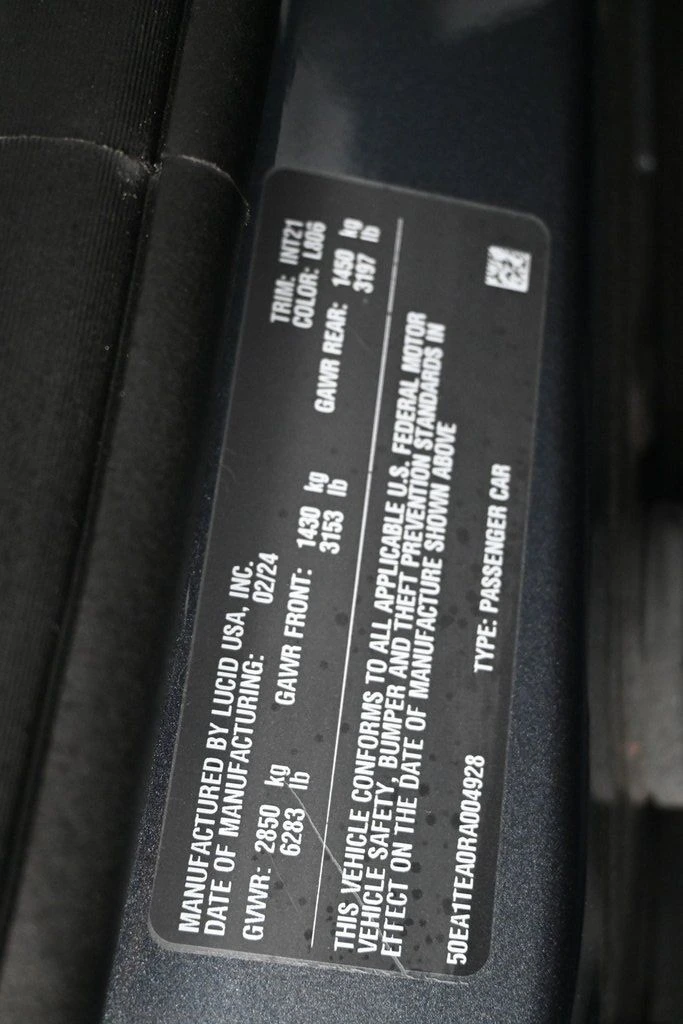 MANUFACTURED BY LUCID USA, INC. TRIM: INT21
DATE OF MANUFACTURING: 02/24 COLOR: L806
GVWR: 2850 kg GAWR FRONT: 1430 kg GAWR REAR: 1450 kg
6283 lb 3153 lb 3197 lb
THIS VEHICLE CONFORMS TO ALL APPLICABLE U.S. FEDERAL MOTOR
VEHICLE SAFETY, BUMPER AND THEFT PREVENTION STANDARDS IN
EFFECT ON THE DATE OF MANUFACTURE SHOWN ABOVE
50EA1TEA0RA004928 TYPE: PASSENGER CAR